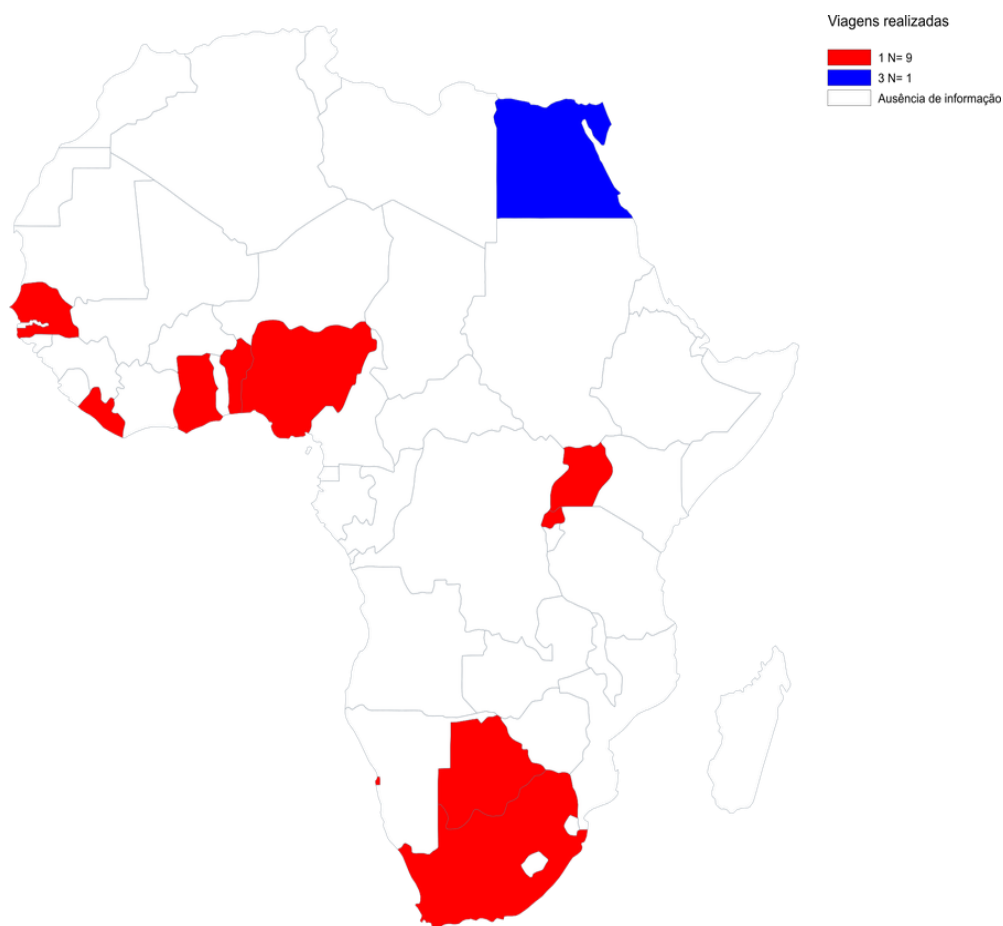 Viagens realizadas
1 N= 9
3 N= 1
Ausência de informação